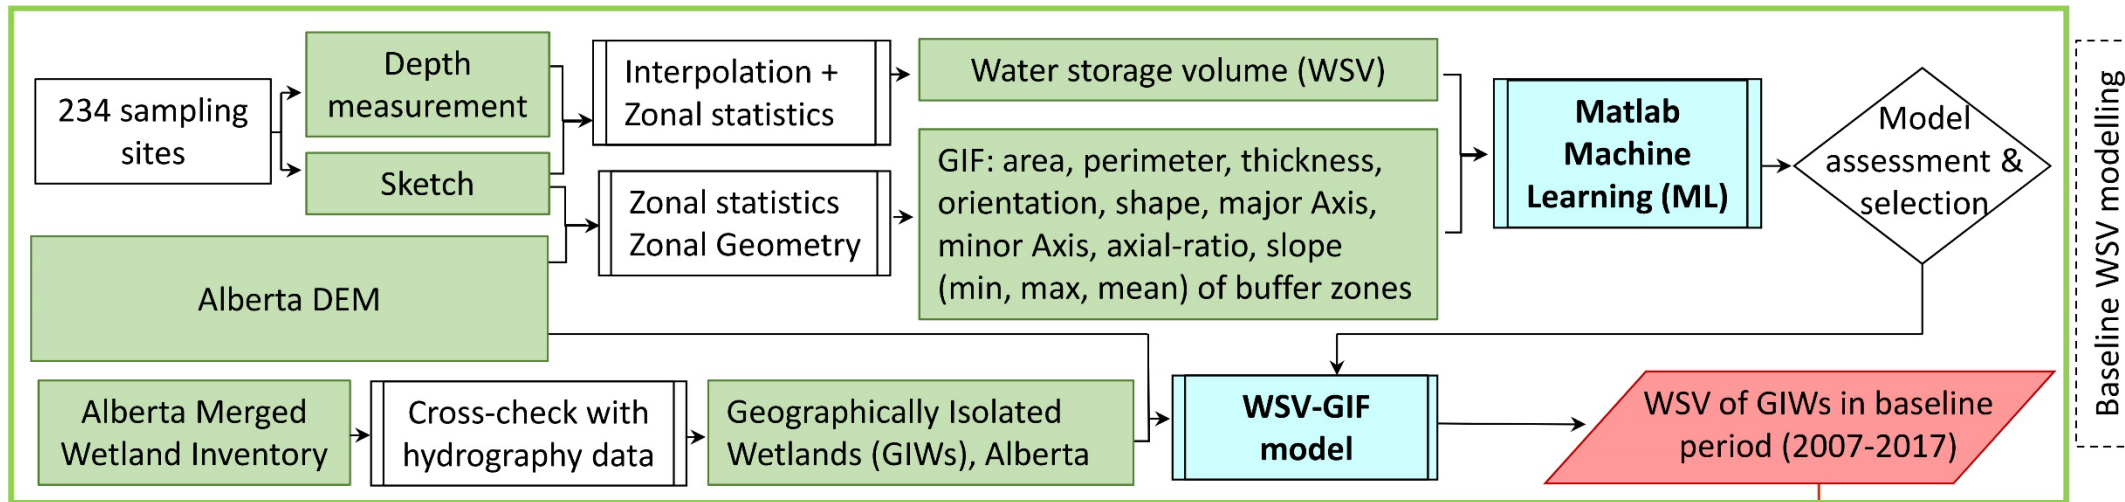 234 sampling
sites
Depth
measurement
Sketch
Alberta DEM
Interpolation +
Zonal statistics
Zonal statistics
Zonal Geometry
Water storage volume (WSV)
GIF: area, perimeter, thickness,
orientation, shape, major Axis,
minor Axis, axial-ratio, slope
(min, max, mean) of buffer zones
Matlab
Machine
Learning (ML)
Model
assessment &
selection
Alberta Merged
Wetland Inventory
Cross-check with
hydrography data
Geographically Isolated
Wetlands (GIWs), Alberta
WSV-GIF
model
WSV of GIWs in baseline
period (2007-2017)
Baseline WSV modelling